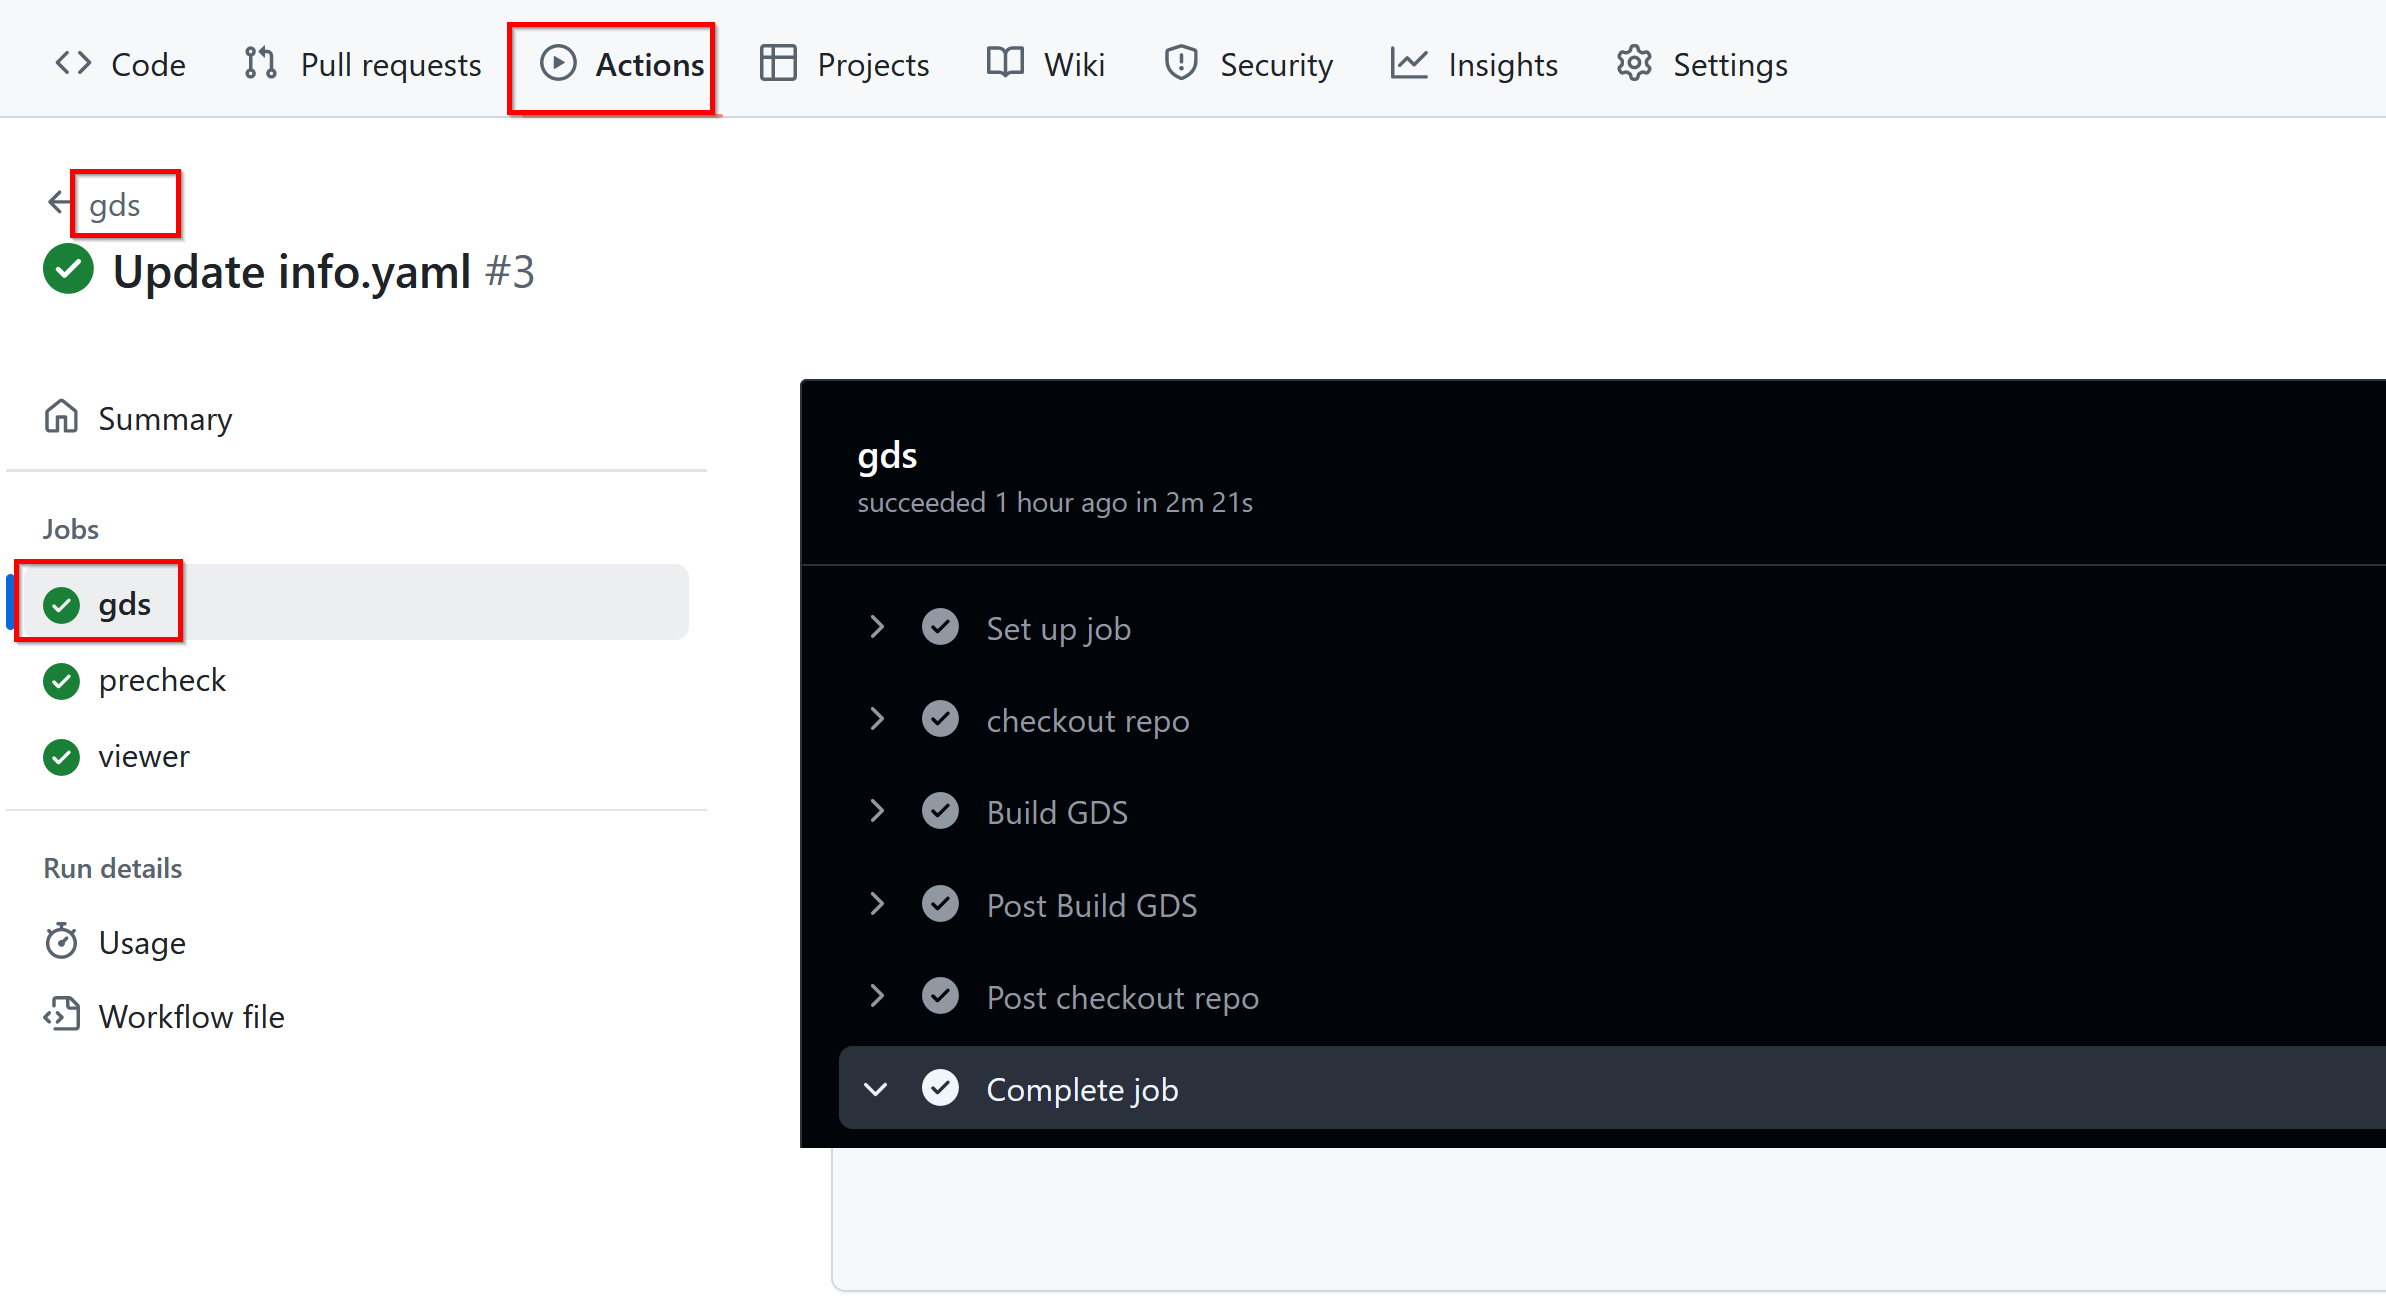 Code Pull requests Actions Projects Wiki Security Insights Settings
gds
Update info.yaml #3
Summary
Jobs
gds
precheck
viewer
Run details
Usage
Workflow file
gds
succeeded 1 hour ago in 2m 21s
Set up job
checkout repo
Build GDS
Post Build GDS
Post checkout repo
Complete job